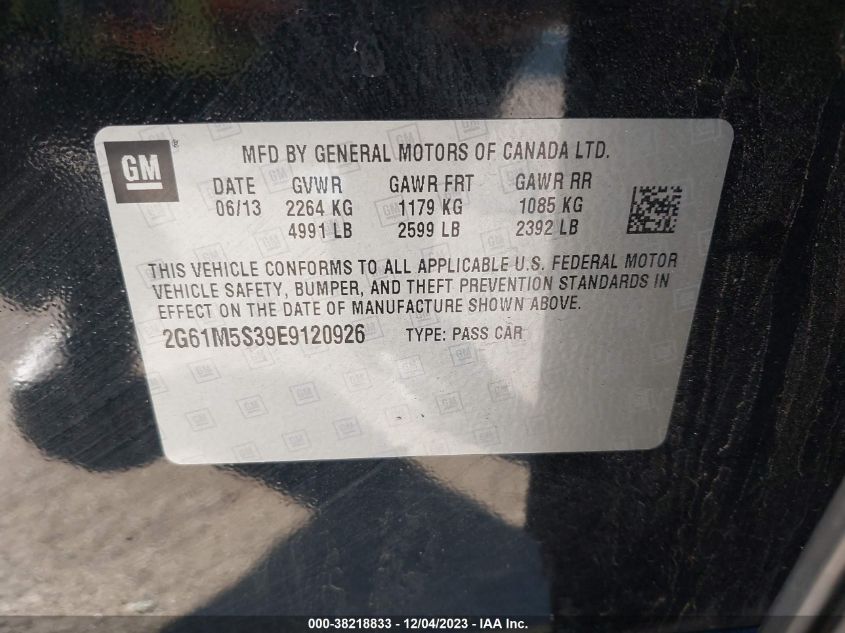 GM®
MFD BY GENERAL MOTORS OF CANADA LTD.
DATE GVWR GAWR FRT GAWR RR
06/13 2264 KG 1179 KG 1085 KG
4991 LB 2599 LB 2392 LB
THIS VEHICLE CONFORMS TO ALL APPLICABLE U.S. FEDERAL MOTOR
VEHICLE SAFETY, BUMPER, AND THEFT PREVENTION STANDARDS IN
EFFECT ON THE DATE OF MANUFACTURE SHOWN ABOVE.
2G61M5S39E9120926 TYPE: PASS CAR
000-38218833 - 12/04/2023 - IAA Inc.